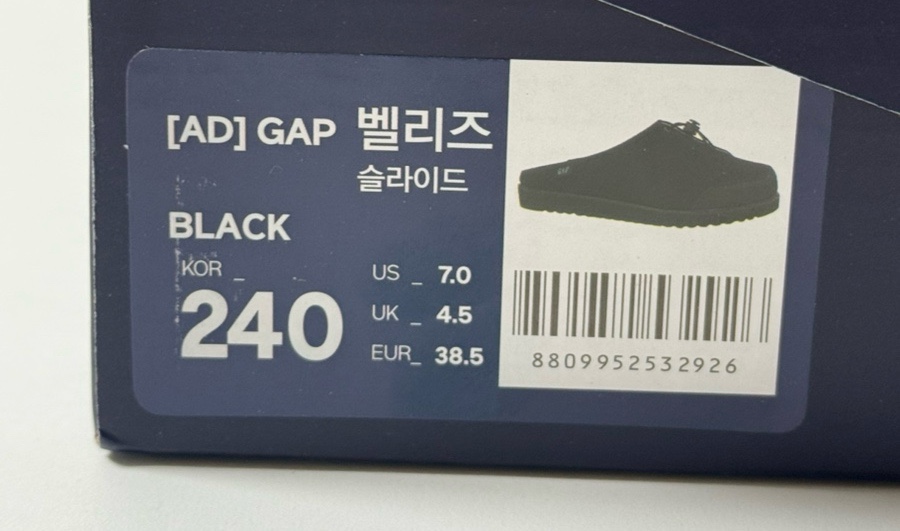 [AD] GAP 벨리즈
슬라이드
BLACK
KOR _
240
US _ 7.0
UK _ 4.5
EUR_ 38.5
8809952532926